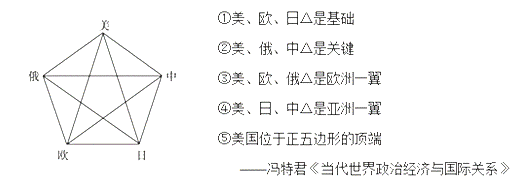 美
俄
中
欧
日
①美、欧、日△是基础
②美、俄、中△是关键
③美、欧、俄△是欧洲一翼
④美、日、中△是亚洲一翼
⑤美国位于正五边形的顶端
——冯特君《当代世界政治经济与国际关系》